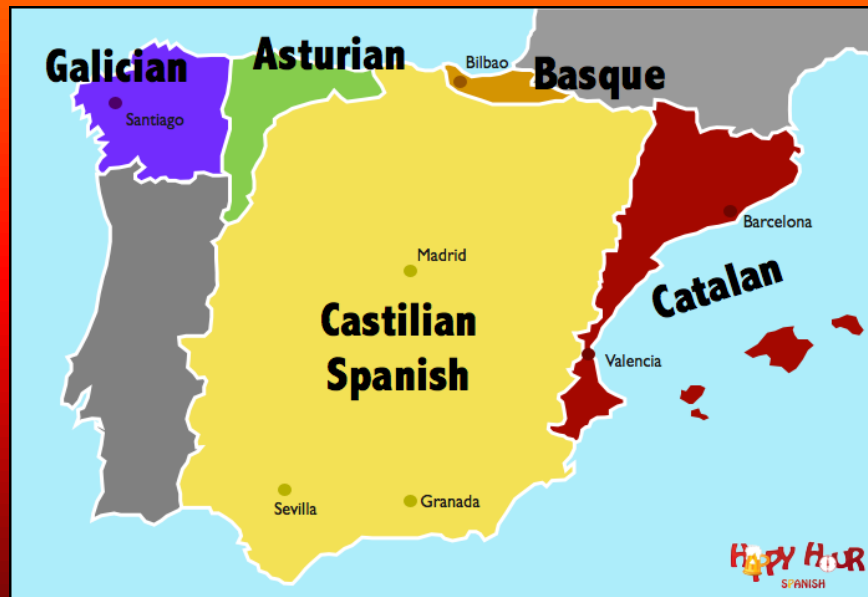 Galician
Asturian
Bilbao
Basque
Santiago
Barcelona
Madrid
Catalan
Castilian
Spanish
Valencia
Sevilla
Granada
HAPPY HOUR
SPANISH